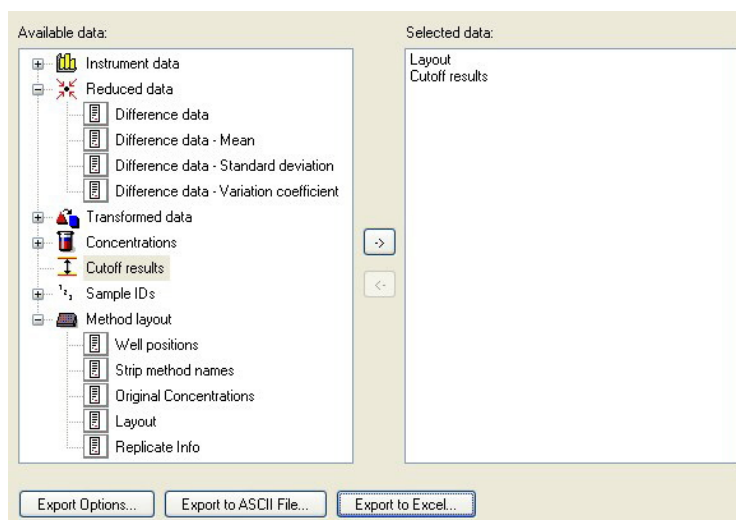 Available data:
Instrument data
Reduced data
Difference data
Difference data - Mean
Difference data - Standard deviation
Difference data - Variation coefficient
Transformed data
Concentrations
Cutoff results
Sample IDs
Method layout
Well positions
Strip method names
Original Concentrations
Layout
Replicate Info
->
<-
Selected data:
Layout
Cutoff results
Export Options...
Export to ASCII File...
Export to Excel...